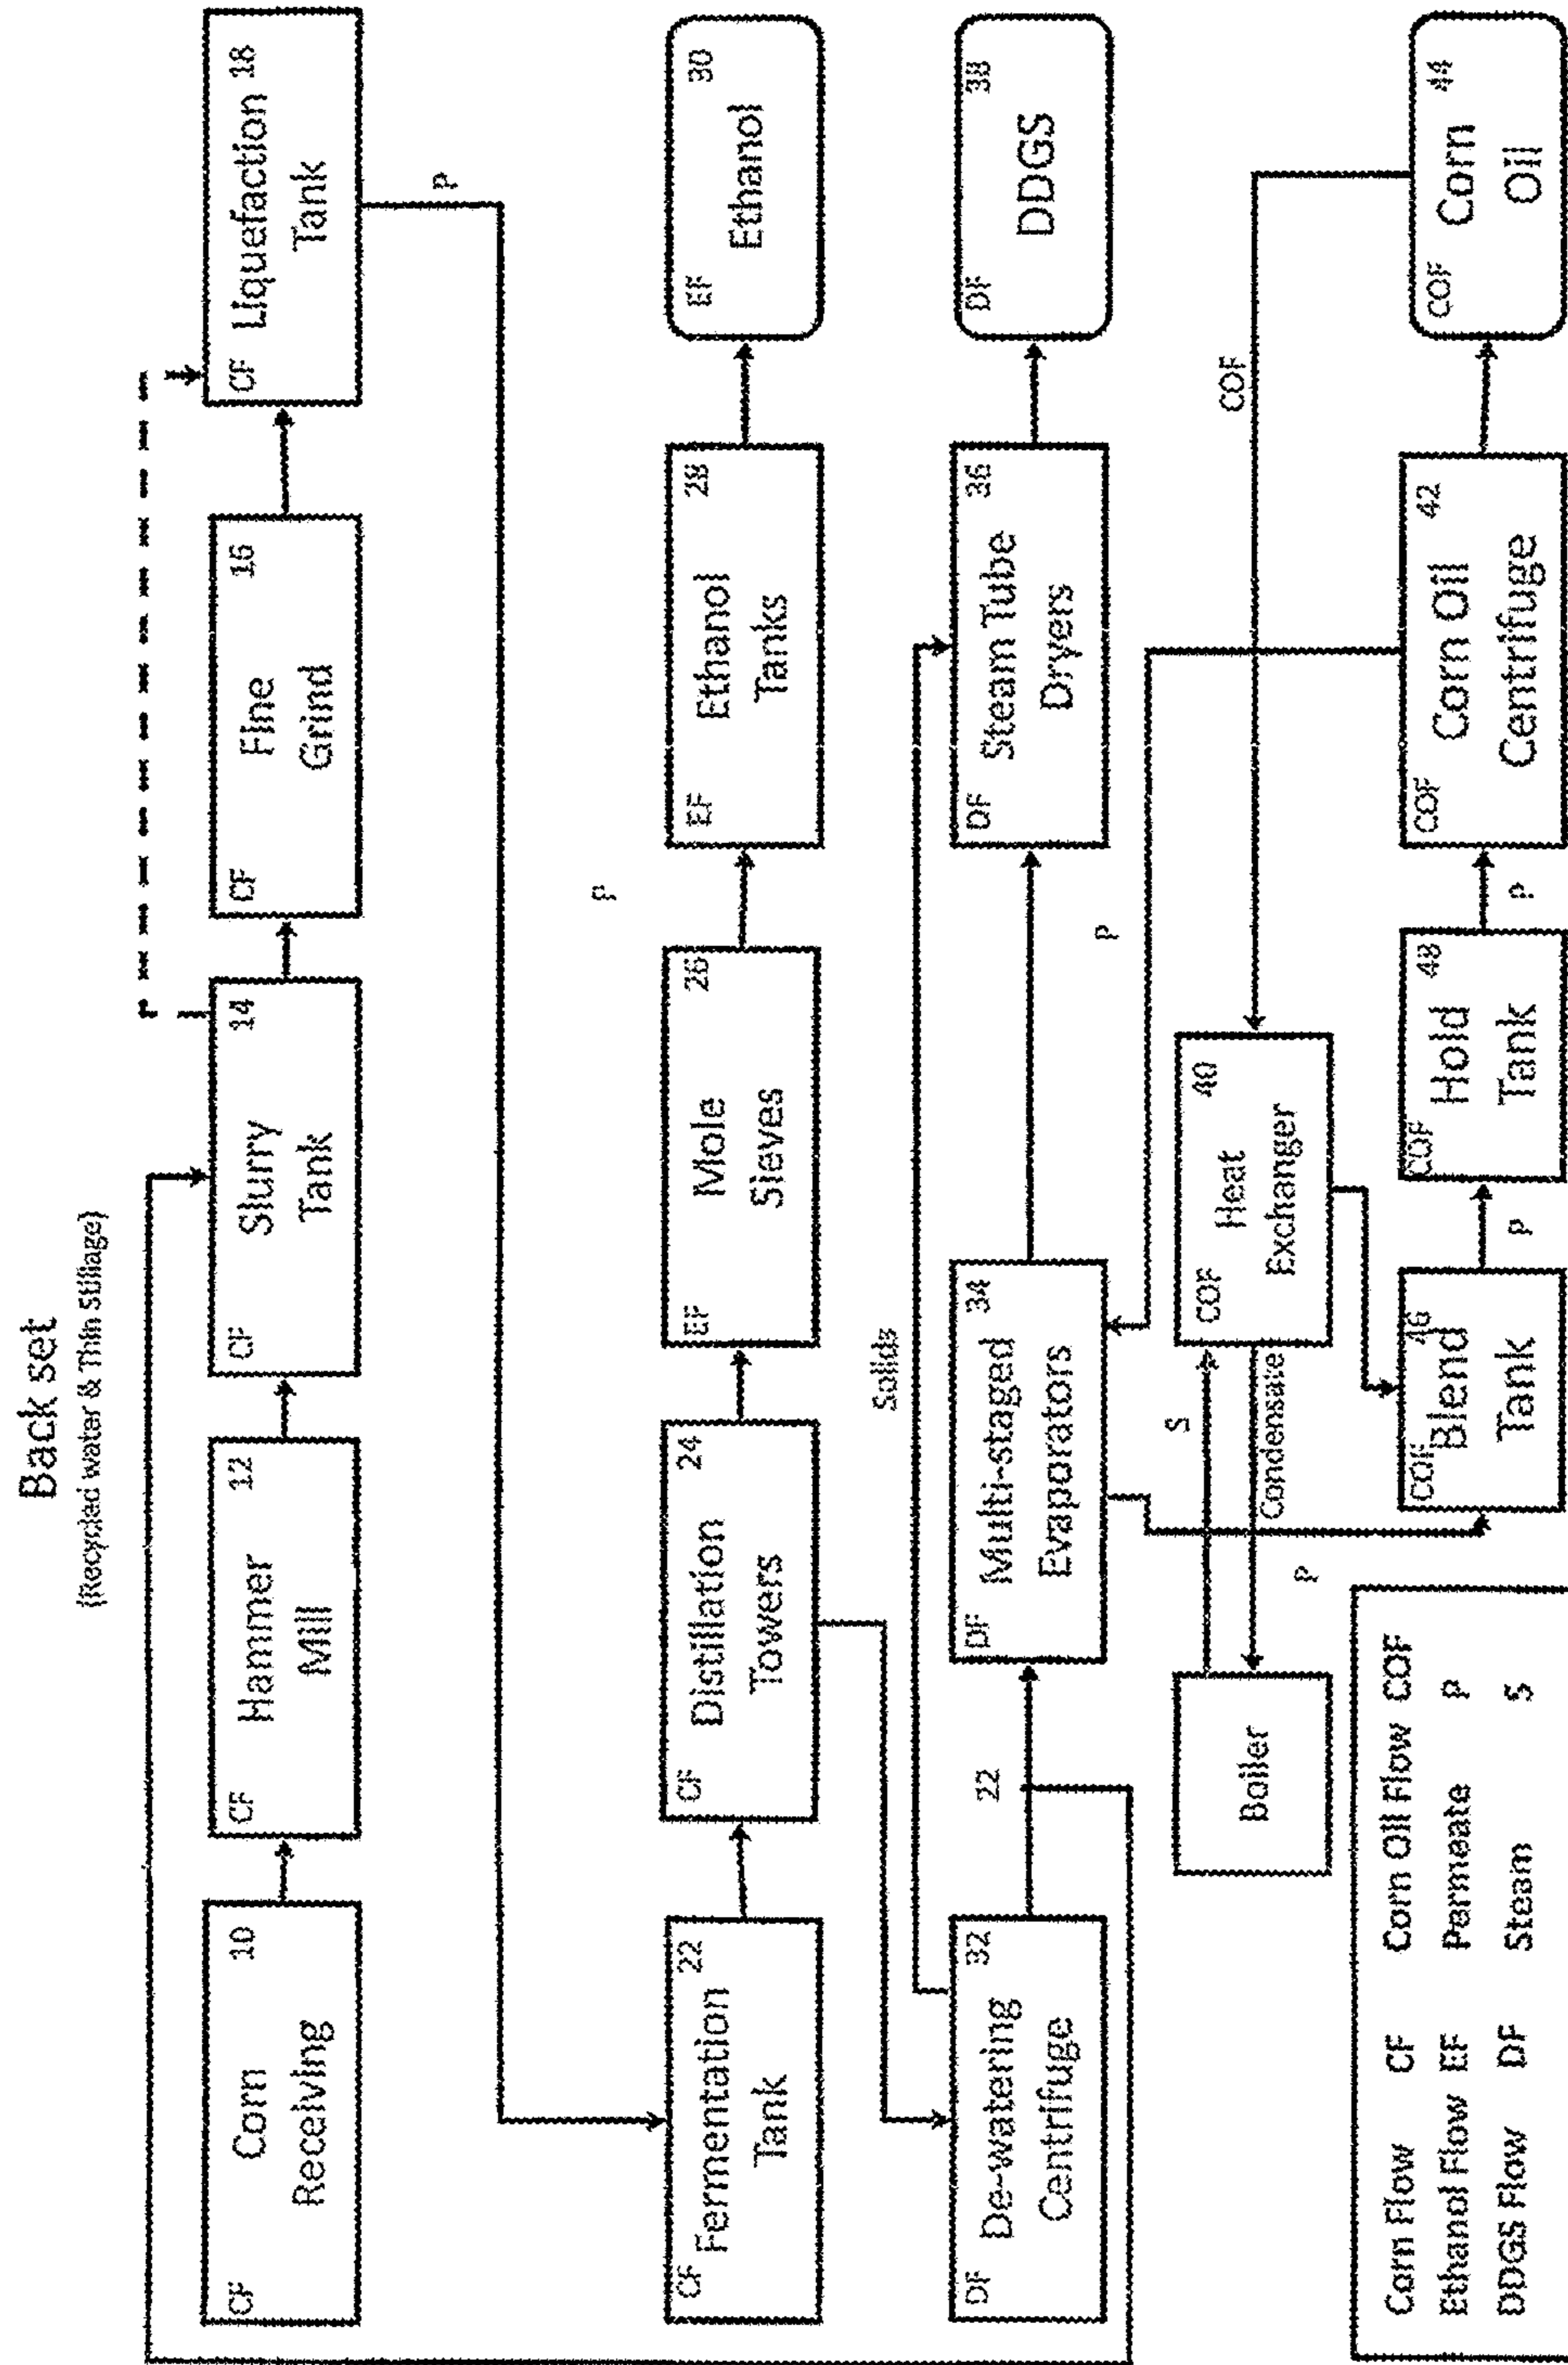 Back set
(Recycled water & Thin Stillage)
CF
10
Corn
Receiving
CF
12
Hammer
Mill
CF
14
Slurry
Tank
CF
16
Fine
Grind
CF
18
Liquefaction
Tank
P
CF
22
Fermentation
Tank
CF
24
Distillation
Towers
EF
26
Mole
Sieves
P
EF
28
Ethanol
Tanks
EF
30
Ethanol
Solids
DF
32
De-watering
Centrifuge
22
DF
34
Multi-staged
Evaporators
P
DF
36
Steam Tube
Dryers
DF
38
DDGS
Boiler
S
Condensate
P
COF
40
Heat
Exchanger
COF
COF
46
Blend
Tank
P
COF
48
Hold
Tank
P
COF
42
Corn Oil
Centrifuge
COF
44
Corn
Oil
Corn Flow CF Corn Oil Flow COF
Ethanol Flow EF Permeate P
DDGS Flow DF Steam S